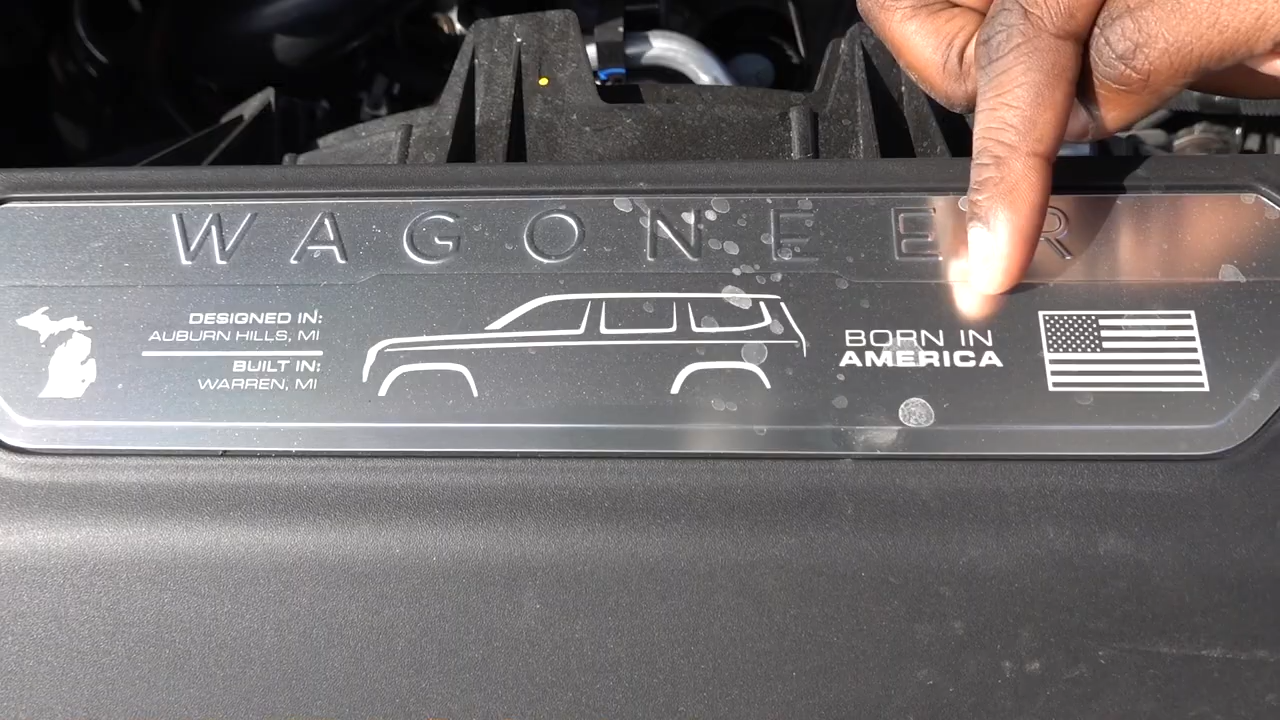 WAGONEER
DESIGNED IN:
AUBURN HILLS, MI
BUILT IN:
WARREN, MI
BORN IN
AMERICA